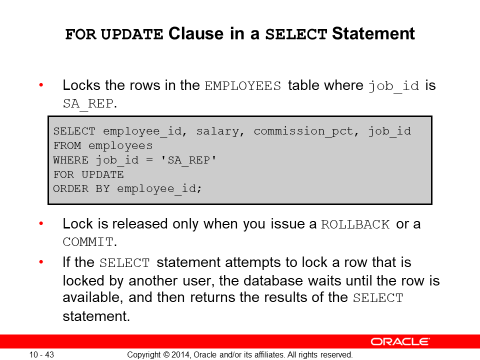 FOR UPDATE Clause in a SELECT Statement
• Locks the rows in the EMPLOYEES table where job_id is
SA_REP.
SELECT employee_id, salary, commission_pct, job_id
FROM employees
WHERE job_id = 'SA_REP'
FOR UPDATE
ORDER BY employee_id;
• Lock is released only when you issue a ROLLBACK or a
COMMIT.
• If the SELECT statement attempts to lock a row that is
locked by another user, the database waits until the row is
available, and then returns the results of the SELECT
statement.
ORACLE
10 - 43 Copyright © 2014, Oracle and/or its affiliates. All rights reserved.